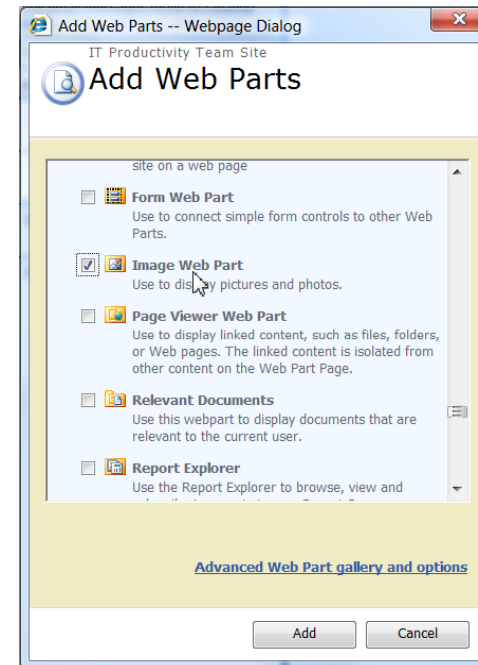 Add Web Parts -- Webpage Dialog
IT Productivity Team Site
Add Web Parts
site on a web page
Form Web Part
Use to connect simple form controls to other Web
Parts.
Image Web Part
Use to display pictures and photos.
Page Viewer Web Part
Use to display linked content, such as files, folders,
or Web pages. The linked content is isolated from
other content on the Web Part Page.
Relevant Documents
Use this webpart to display documents that are
relevant to the current user.
Report Explorer
Use the Report Explorer to browse, view and
Advanced Web Part gallery and options
Add
Cancel